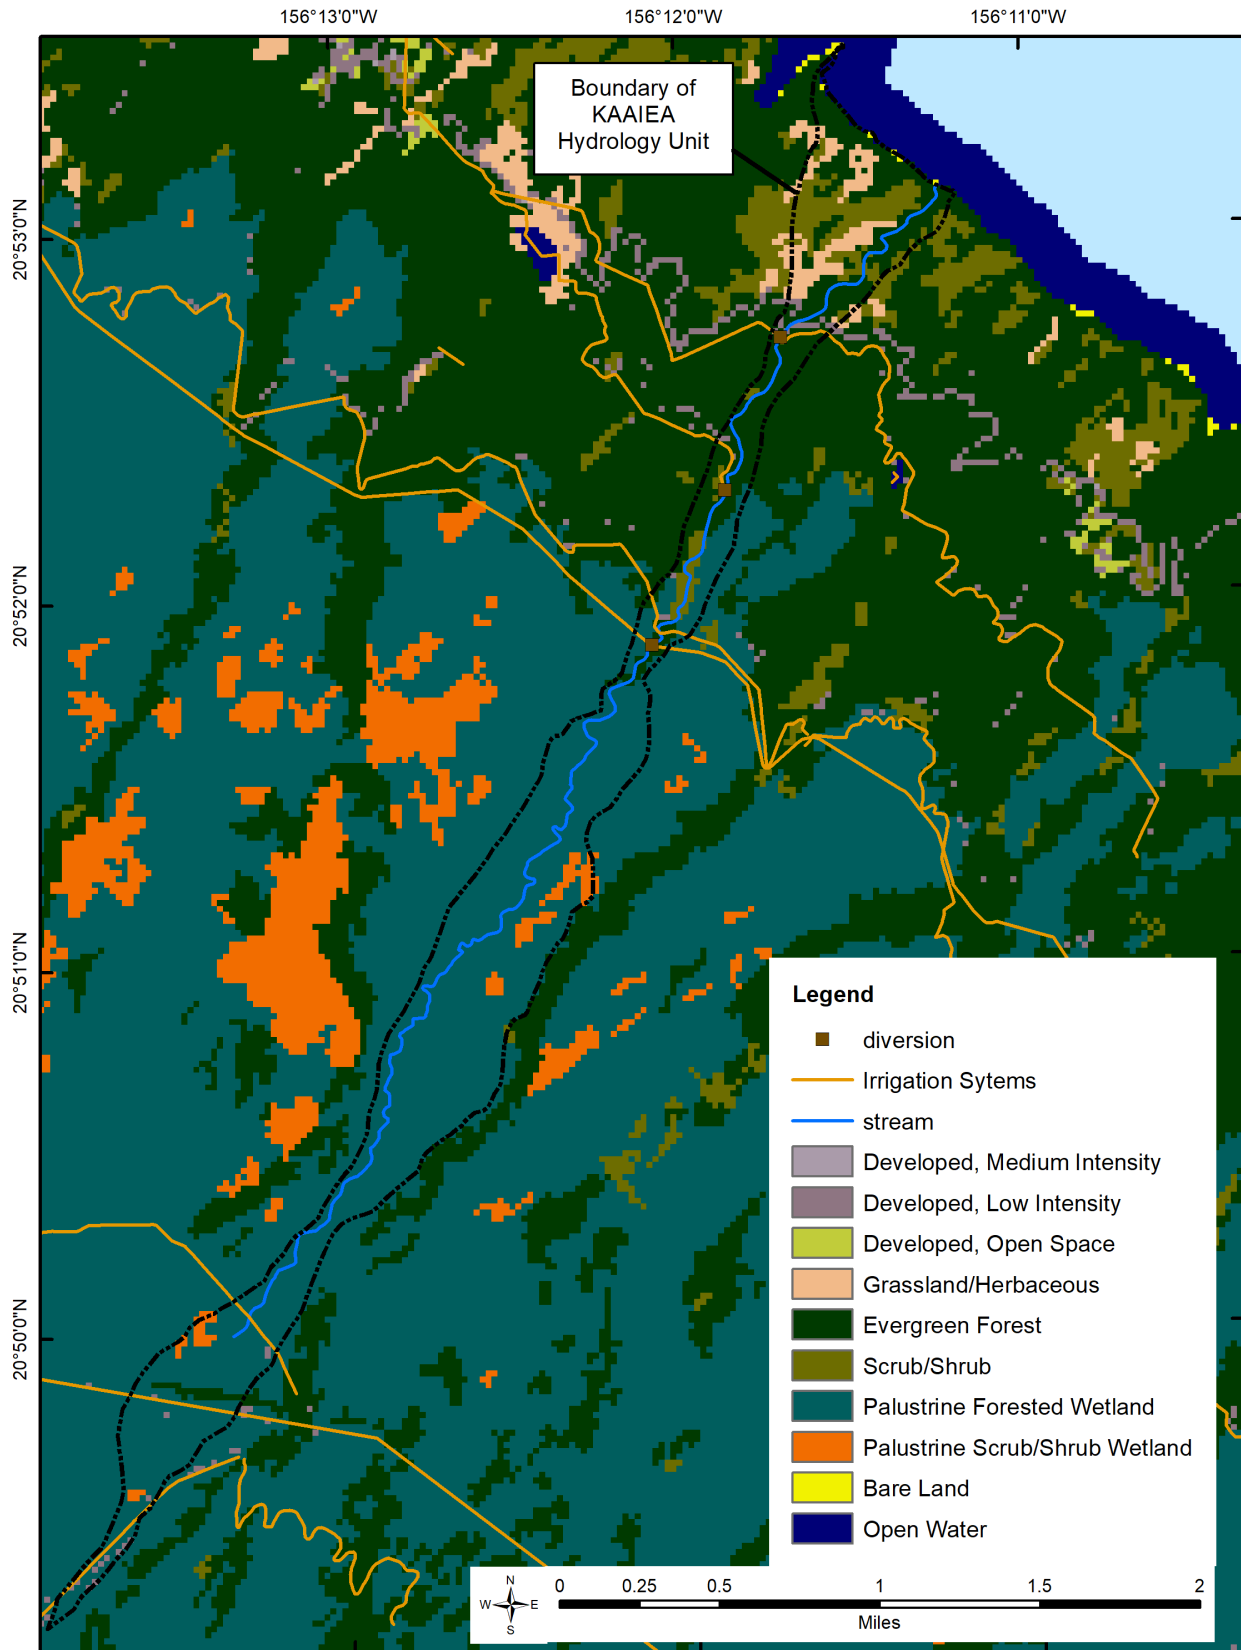 156°13'0"W
156°12'0"W
156°11'0"W
Boundary of
KAAIEA
Hydrology Unit
20°53'0"N
20°52'0"N
20°51'0"N
20°50'0"N
Legend
diversion
Irrigation Sytems
stream
Developed, Medium Intensity
Developed, Low Intensity
Developed, Open Space
Grassland/Herbaceous
Evergreen Forest
Scrub/Shrub
Palustrine Forested Wetland
Palustrine Scrub/Shrub Wetland
Bare Land
Open Water
N
W E
S
0 0.25 0.5 1 1.5 2
Miles